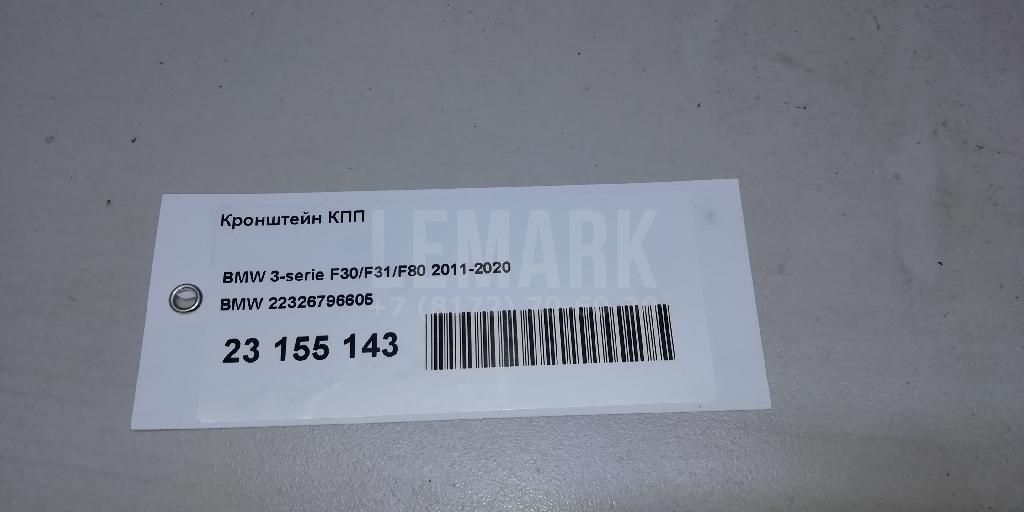 Кронштейн КПП
LEMARK
BMW 3-serie F30/F31/F80 2011-2020
BMW 22326796605
23 155 143